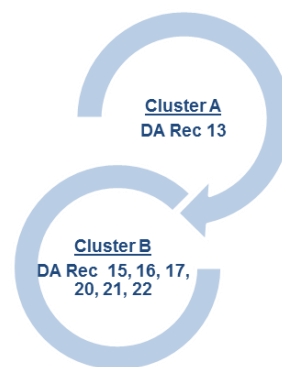 Cluster A
DA Rec 13
Cluster B
DA Rec 15, 16, 17,
20, 21, 22